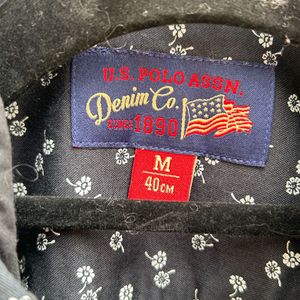 U.S. POLO ASSN.
Denim Co.
SINCE 1890
M
40CM